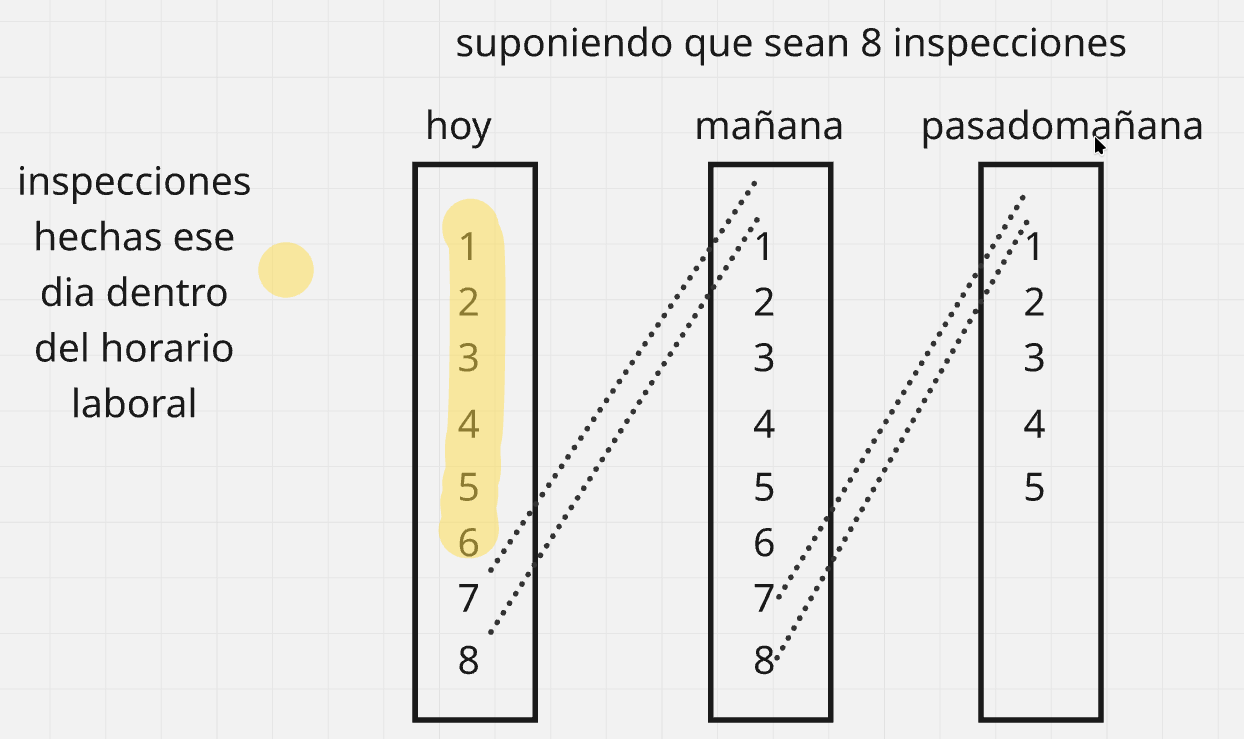 suponiendo que sean 8 inspecciones
hoy
mañana
pasadomañana
inspecciones
hechas ese
dia dentro
del horario
laboral
1
2
3
4
5
6
7
8
1
2
3
4
5
6
7
8
1
2
3
4
5